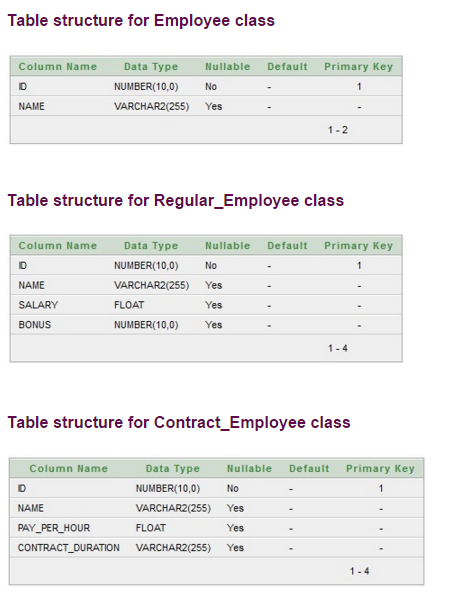 Table structure for Employee class
Column Name Data Type Nullable Default Primary Key
ID NUMBER(10,0) No - 1
NAME VARCHAR2(255) Yes - -
1 - 2
Table structure for Regular_Employee class
Column Name Data Type Nullable Default Primary Key
ID NUMBER(10,0) No - 1
NAME VARCHAR2(255) Yes - -
SALARY FLOAT Yes - -
BONUS NUMBER(10,0) Yes - -
1 - 4
Table structure for Contract_Employee class
Column Name Data Type Nullable Default Primary Key
ID NUMBER(10,0) No - 1
NAME VARCHAR2(255) Yes - -
PAY_PER_HOUR FLOAT Yes - -
CONTRACT_DURATION VARCHAR2(255) Yes - -
1 - 4